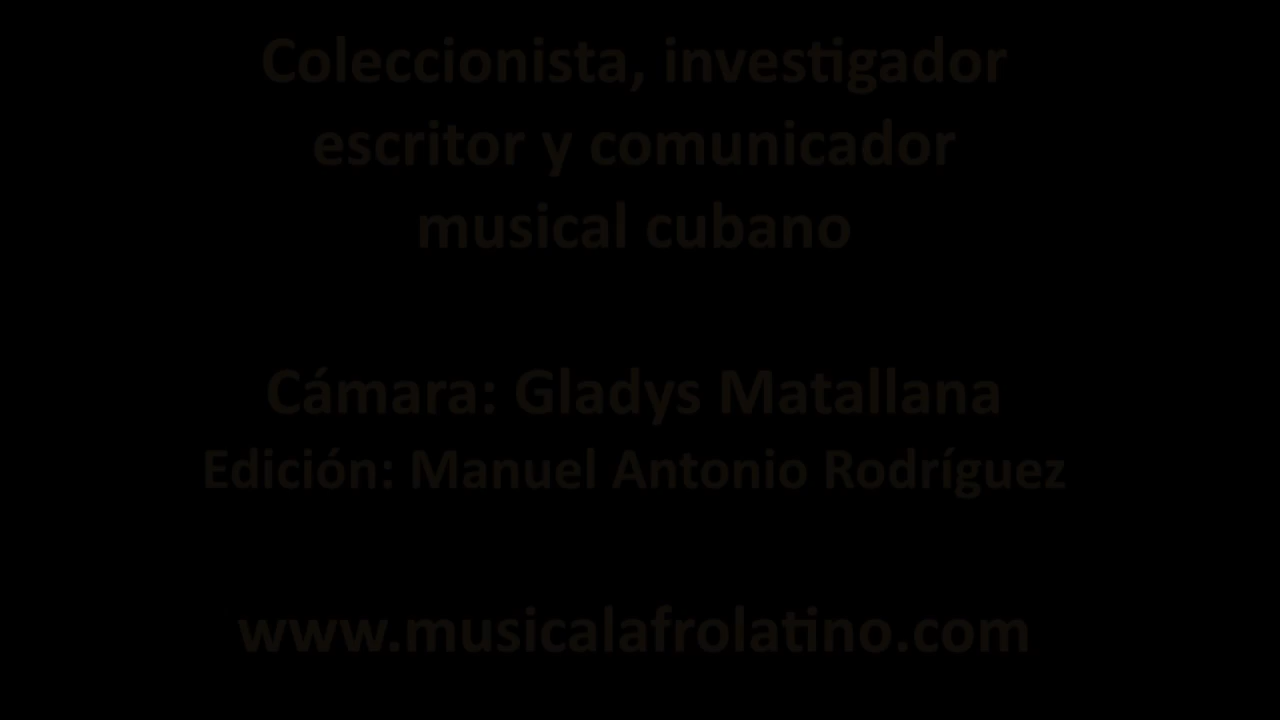 Coleccionista, investigador
escritor y comunicador
musical cubano
Cámara: Gladys Matallana
Edición: Manuel Antonio Rodríguez
www.musicalafrolatino.com